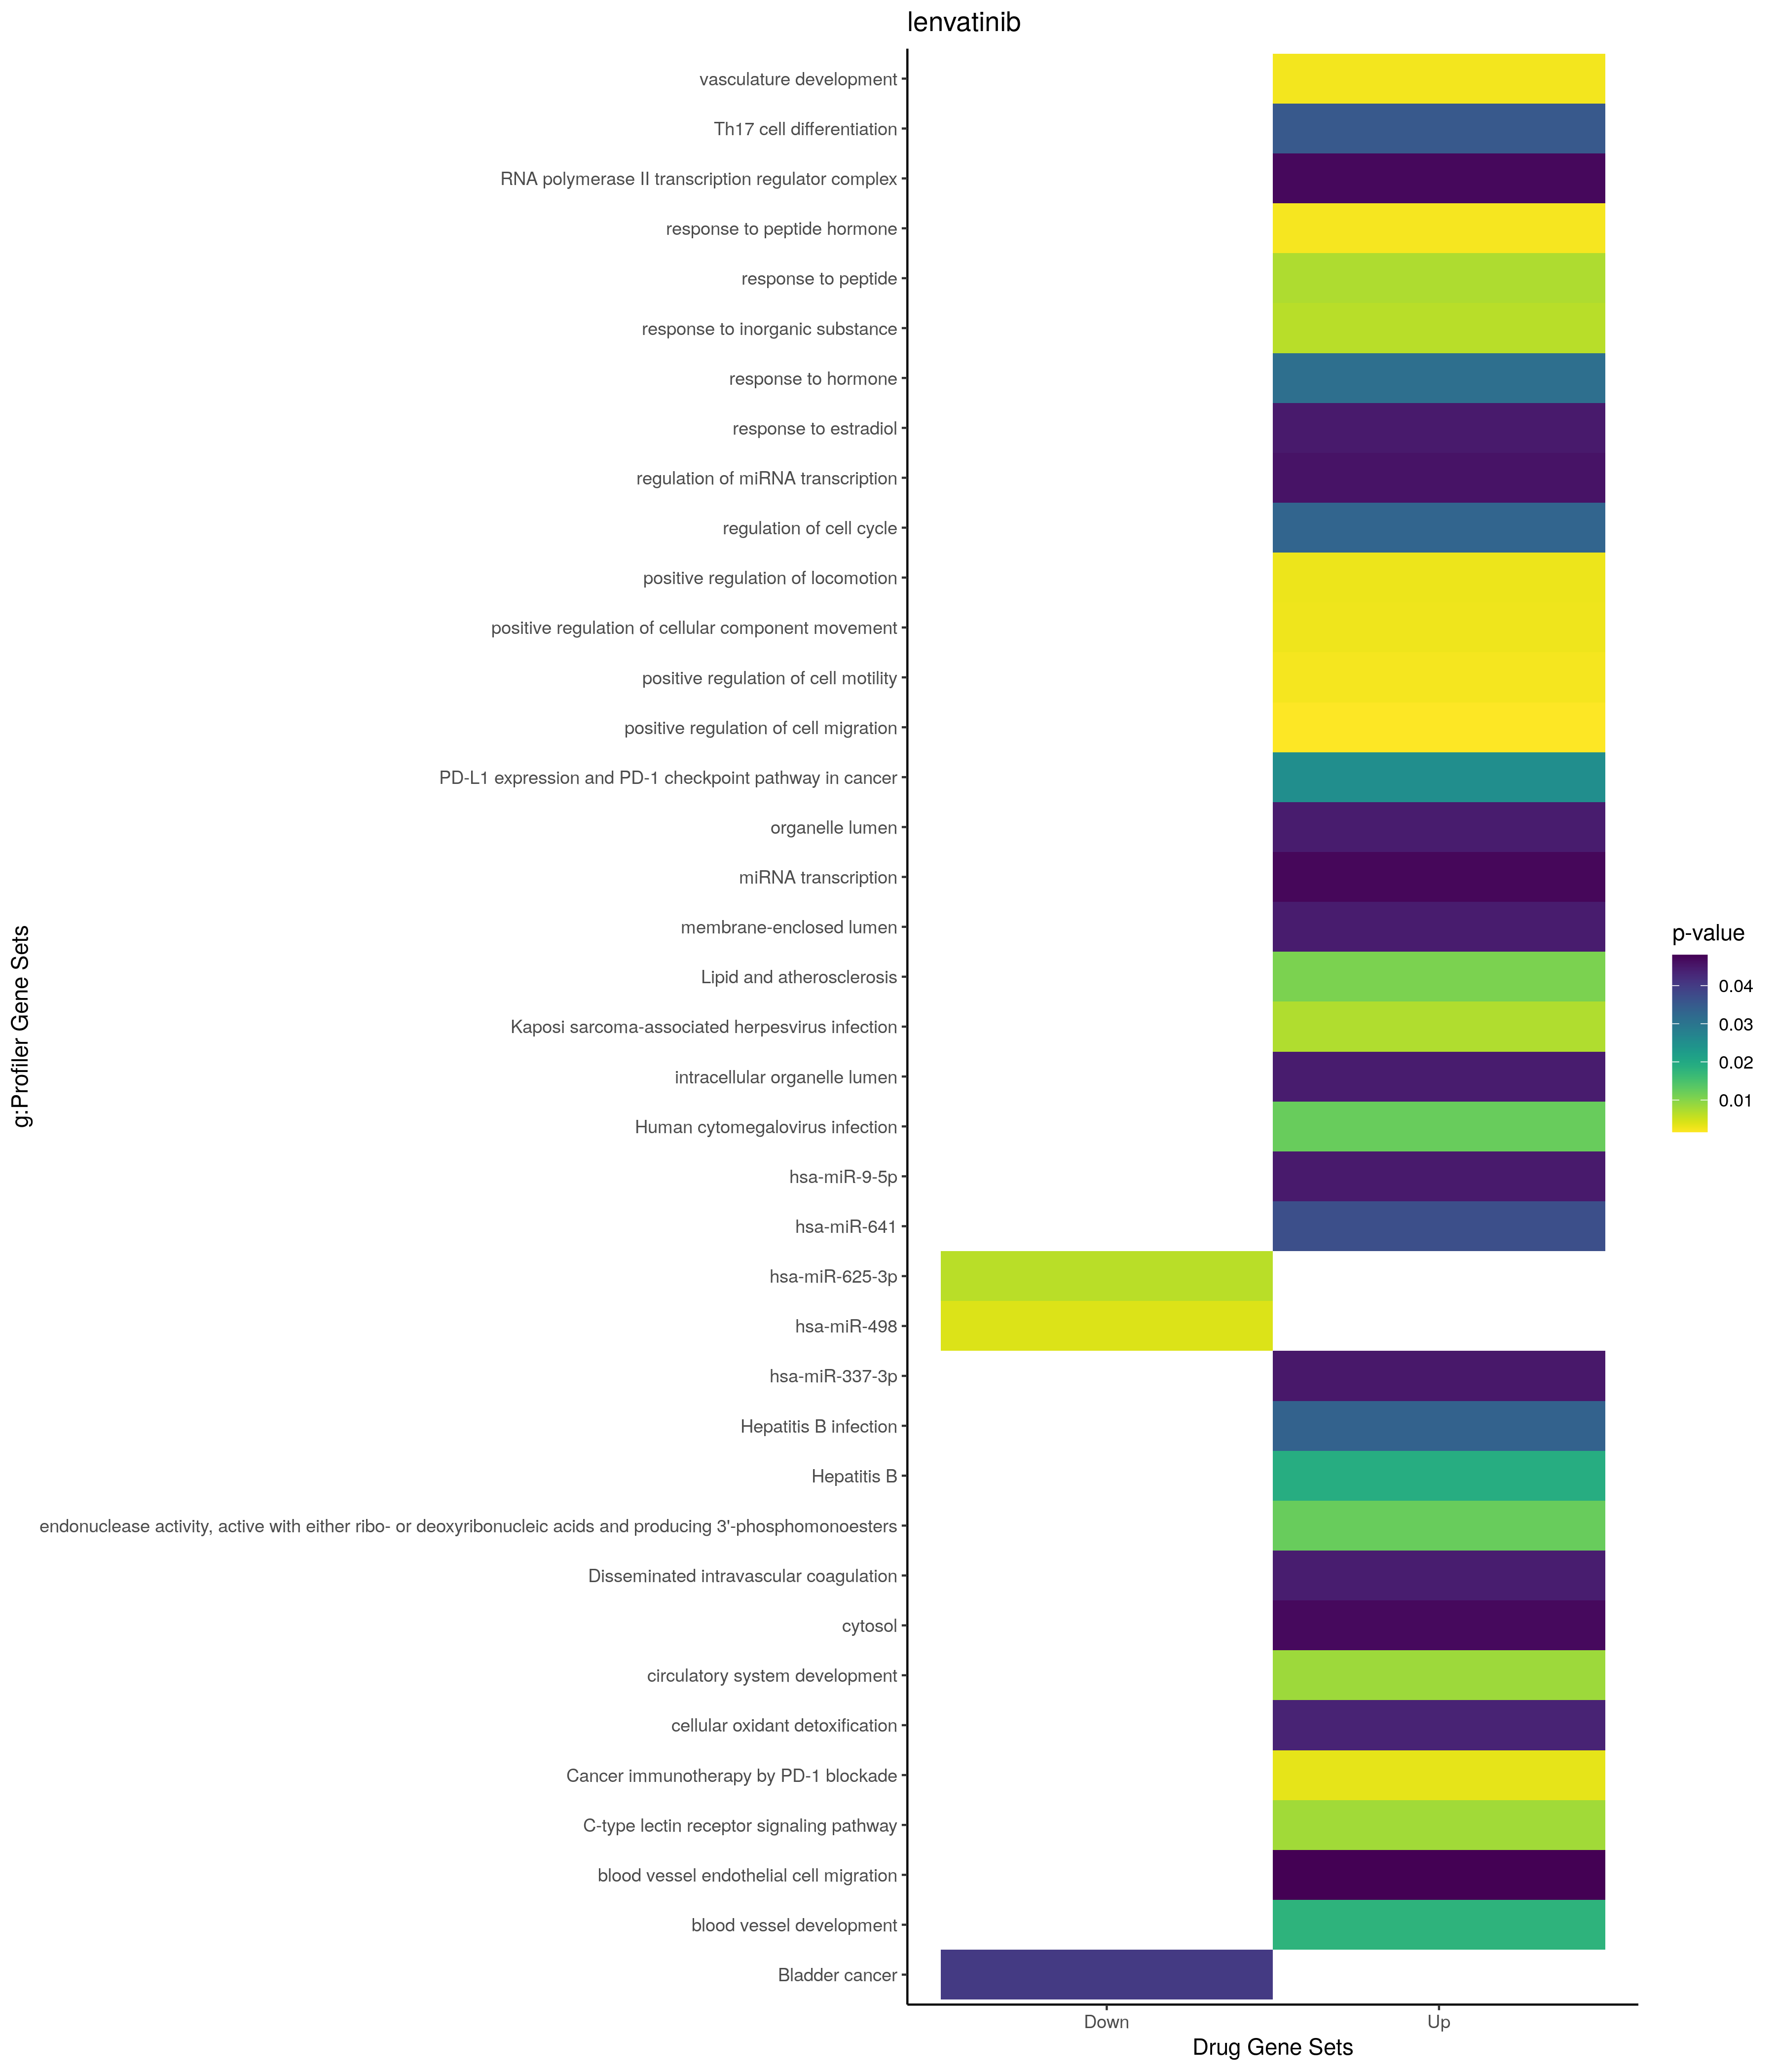 lenvatinib
vasculature development
Th17 cell differentiation
RNA polymerase II transcription regulator complex
response to peptide hormone
response to peptide
response to inorganic substance
response to hormone
response to estradiol
regulation of miRNA transcription
regulation of cell cycle
positive regulation of locomotion
positive regulation of cellular component movement
positive regulation of cell motility
positive regulation of cell migration
PD-L1 expression and PD-1 checkpoint pathway in cancer
organelle lumen
miRNA transcription
membrane-enclosed lumen
Lipid and atherosclerosis
Kaposi sarcoma-associated herpesvirus infection
intracellular organelle lumen
Human cytomegalovirus infection
hsa-miR-9-5p
hsa-miR-641
hsa-miR-625-3p
hsa-miR-498
hsa-miR-337-3p
Hepatitis B infection
Hepatitis B
endonuclease activity, active with either ribo- or deoxyribonucleic acids and producing 3'-phosphomonoesters
Disseminated intravascular coagulation
cytosol
circulatory system development
cellular oxidant detoxification
Cancer immunotherapy by PD-1 blockade
C-type lectin receptor signaling pathway
blood vessel endothelial cell migration
blood vessel development
Bladder cancer
g:Profiler Gene Sets
Down
Up
Drug Gene Sets
p-value
0.04
0.03
0.02
0.01